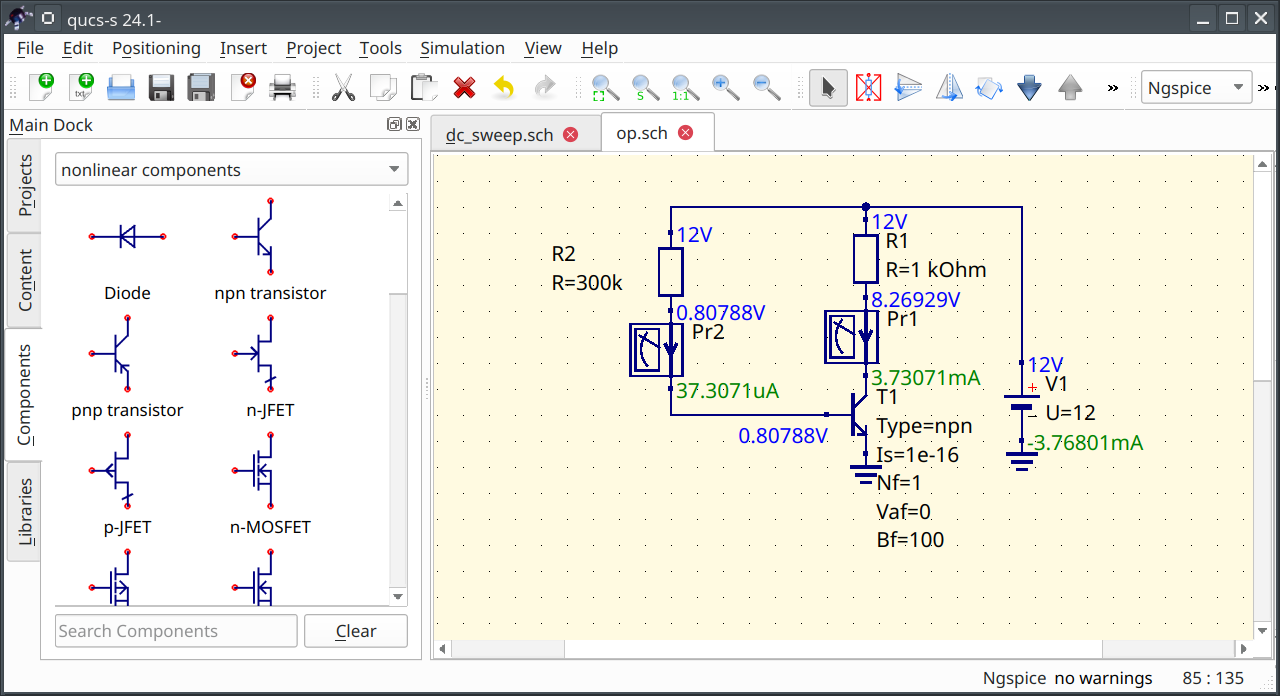 qucs-s 24.1-
File Edit Positioning Insert Project Tools Simulation View Help
txt
S
1:1
»
Ngspice
»
Main Dock
Projects
Content
Components
Libraries
nonlinear components
Diode
npn transistor
pnp transistor
n-JFET
p-JFET
n-MOSFET
Search Components
Clear
dc_sweep.sch
op.sch
R2
R=300k
12V
0.80788V
Pr2
37.3071uA
0.80788V
12V
R1
R=1 kOhm
8.26929V
Pr1
3.73071mA
T1
Type=npn
Is=1e-16
Nf=1
Vaf=0
Bf=100
12V
+
V1
U=12
-3.76801mA
Ngspice no warnings 85 : 135